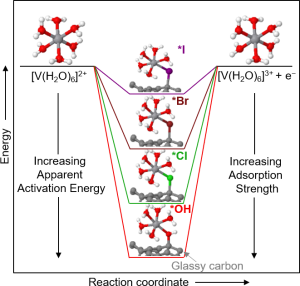 *I
[V(H₂O)₆]²⁺
[V(H₂O)₆]³⁺ + e⁻
*Br
Energy
Increasing
Apparent
Activation Energy
*Cl
Increasing
Adsorption
Strength
*OH
Glassy carbon
Reaction coordinate